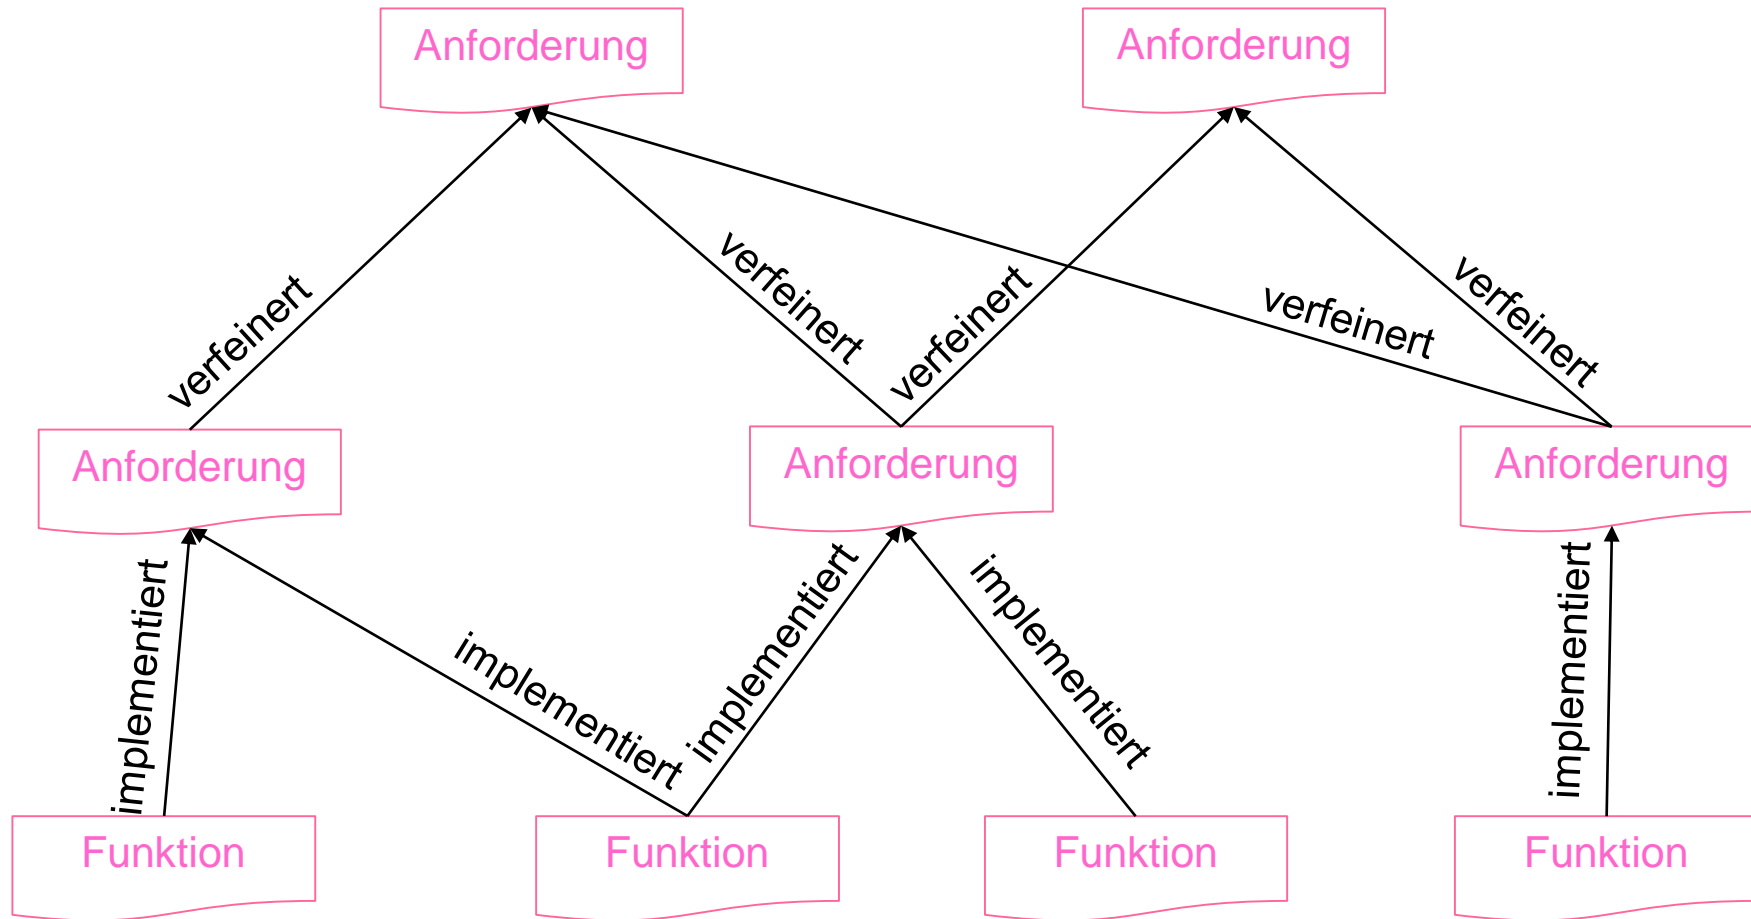 Anforderung
Anforderung
verfeinert
verfeinert
verfeinert
verfeinert
verfeinert
Anforderung
Anforderung
Anforderung
implementiert
implementiert
implementiert
implementiert
implementiert
Funktion
Funktion
Funktion
Funktion